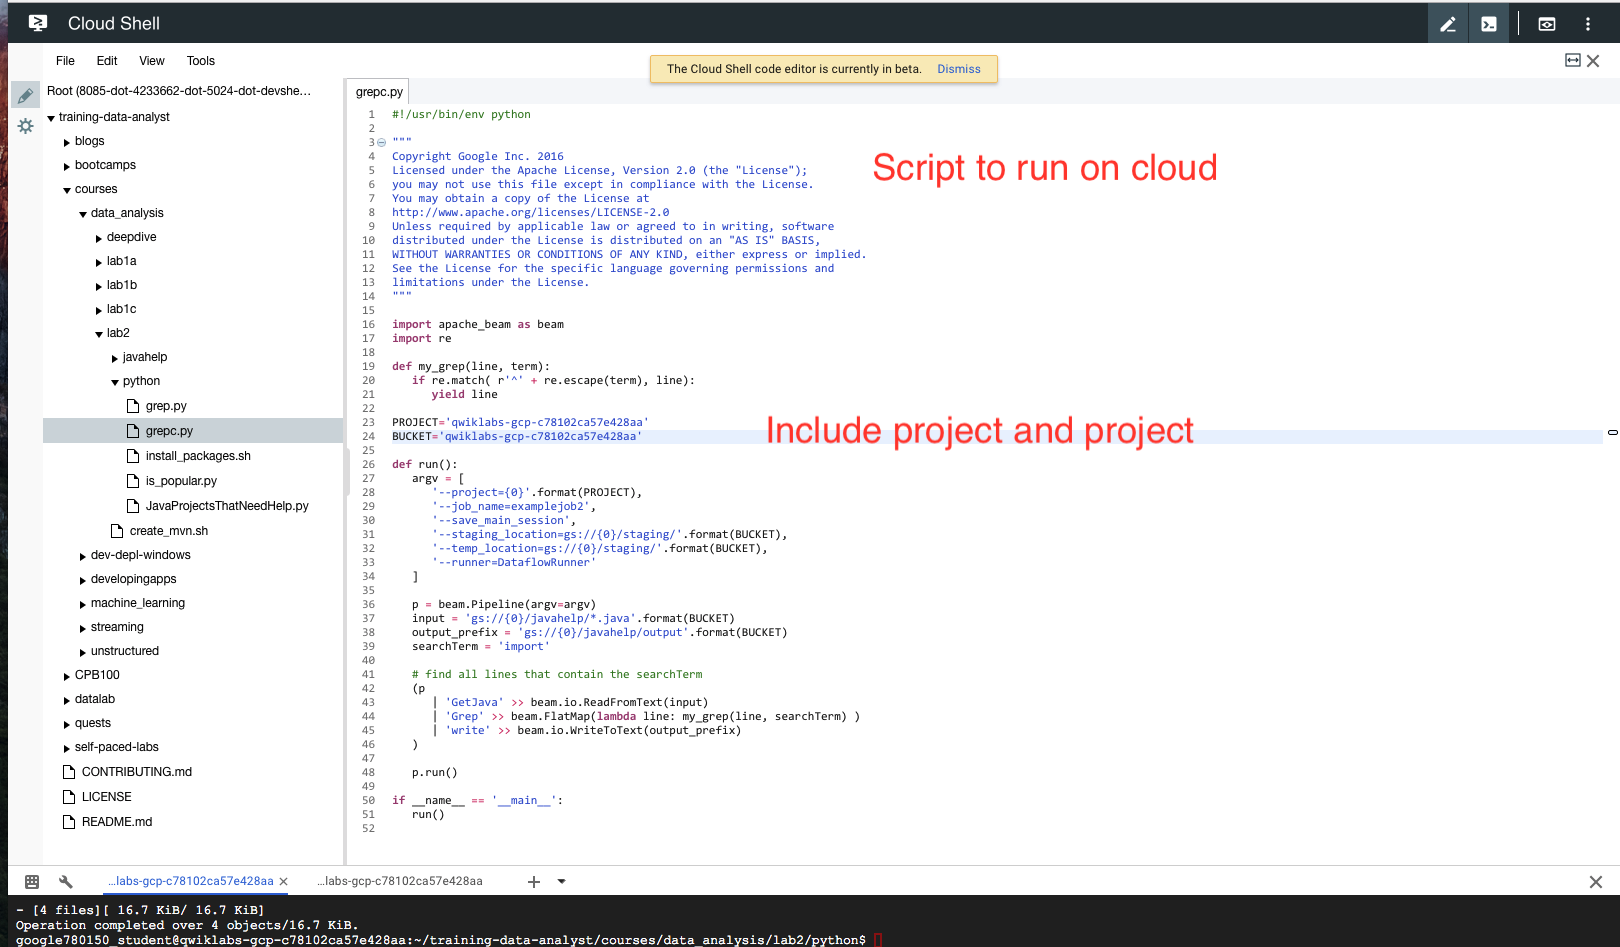 Cloud Shell
File Edit View Tools
The Cloud Shell code editor is currently in beta. Dismiss
Root (8085-dot-4233662-dot-5024-dot-devshe...
training-data-analyst
blogs
bootcamps
courses
data_analysis
deepdive
lab1a
lab1b
lab1c
lab2
javahelp
python
grep.py
grepc.py
install_packages.sh
is_popular.py
JavaProjectsThatNeedHelp.py
create_mvn.sh
dev-depl-windows
developingapps
machine_learning
streaming
unstructured
CPB100
datalab
quests
self-paced-labs
CONTRIBUTING.md
LICENSE
README.md
grepc.py
1 #!/usr/bin/env python
2
3 """
4 Copyright Google Inc. 2016
5 Licensed under the Apache License, Version 2.0 (the "License");
6 you may not use this file except in compliance with the License.
7 You may obtain a copy of the License at
8 http://www.apache.org/licenses/LICENSE-2.0
9 Unless required by applicable law or agreed to in writing, software
10 distributed under the License is distributed on an "AS IS" BASIS,
11 WITHOUT WARRANTIES OR CONDITIONS OF ANY KIND, either express or implied.
12 See the License for the specific language governing permissions and
13 limitations under the License.
14 """
15
16 import apache_beam as beam
17 import re
18
19 def my_grep(line, term):
20 if re.match( r'^' + re.escape(term), line):
21 yield line
22
23 PROJECT='qwiklabs-gcp-c78102ca57e428aa'
24 BUCKET='qwiklabs-gcp-c78102ca57e428aa'
25
26 def run():
27 argv = [
28 '--project={0}'.format(PROJECT),
29 '--job_name=examplejob2',
30 '--save_main_session',
31 '--staging_location=gs://{0}/staging/'.format(BUCKET),
32 '--temp_location=gs://{0}/staging/'.format(BUCKET),
33 '--runner=DataflowRunner'
34 ]
35
36 p = beam.Pipeline(argv=argv)
37 input = 'gs://{0}/javahelp/*.java'.format(BUCKET)
38 output_prefix = 'gs://{0}/javahelp/output'.format(BUCKET)
39 searchTerm = 'import'
40
41 # find all lines that contain the searchTerm
42 (p
43 | 'GetJava' >> beam.io.ReadFromText(input)
44 | 'Grep' >> beam.FlatMap(lambda line: my_grep(line, searchTerm) )
45 | 'write' >> beam.io.WriteToText(output_prefix)
46 )
47
48 p.run()
49
50 if __name__ == '__main__':
51 run()
52
Script to run on cloud
Include project and project
...labs-gcp-c78102ca57e428aa ...labs-gcp-c78102ca57e428aa
- [4 files][ 16.7 KiB/ 16.7 KiB]
Operation completed over 4 objects/16.7 KiB.
google780150_student@qwiklabs-gcp-c78102ca57e428aa:~/training-data-analyst/courses/data_analysis/lab2/python$